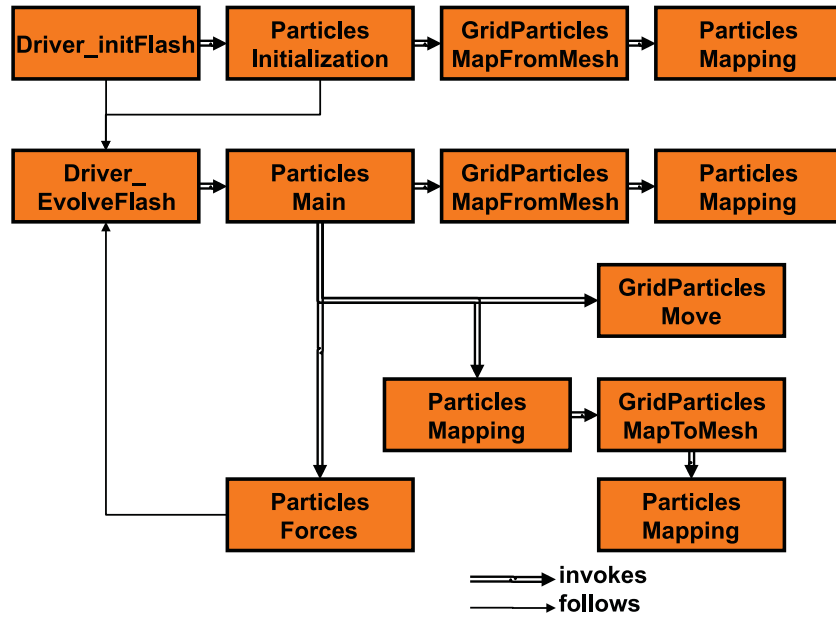 Driver_initFlash
Particles
Initialization
GridParticles
MapFromMesh
Particles
Mapping
Driver_
EvolveFlash
Particles
Main
GridParticles
MapFromMesh
Particles
Mapping
GridParticles
Move
Particles
Mapping
GridParticles
MapToMesh
Particles
Forces
Particles
Mapping
invokes
follows